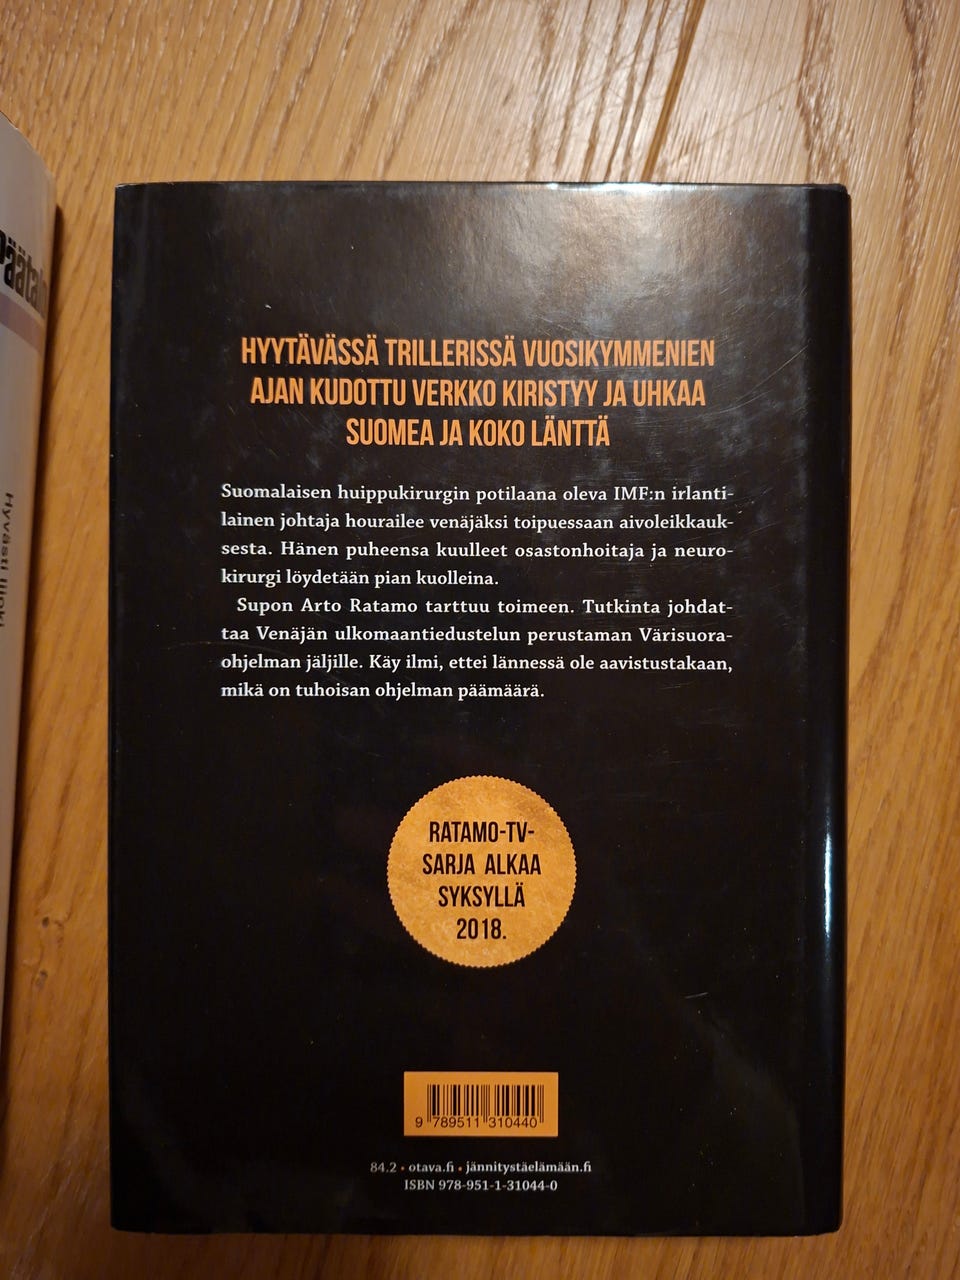 HYYTÄVÄSSÄ TRILLERISSÄ VUOSIKYMMENIEN
AJAN KUDOTTU VERKKO KIRISTYY JA UHKAA
SUOMEA JA KOKO LÄNTTÄ
Suomalaisen huippukirurgin potilaana oleva IMF:n irlanti-
lainen johtaja hourailee venäjäksi toipuessaan aivoleikkauk-
sesta. Hänen puheensa kuulleet osastonhoitaja ja neuro-
kirurgi löydetään pian kuolleina.
Supon Arto Ratamo tarttuu toimeen. Tutkinta johdat-
taa Venäjän ulkomaantiedustelun perustaman Värisuora-
ohjelman jäljille. Käy ilmi, ettei lännessä ole aavistustakaan,
mikä on tuhoisan ohjelman päämäärä.
RATAMO-TV-
SARJA ALKAA
SYKSYLLÄ
2018.
9 789511 310440
84.2 • otava.fi • jännitystäelämään.fi
ISBN 978-951-1-31044-0
Hyvästi